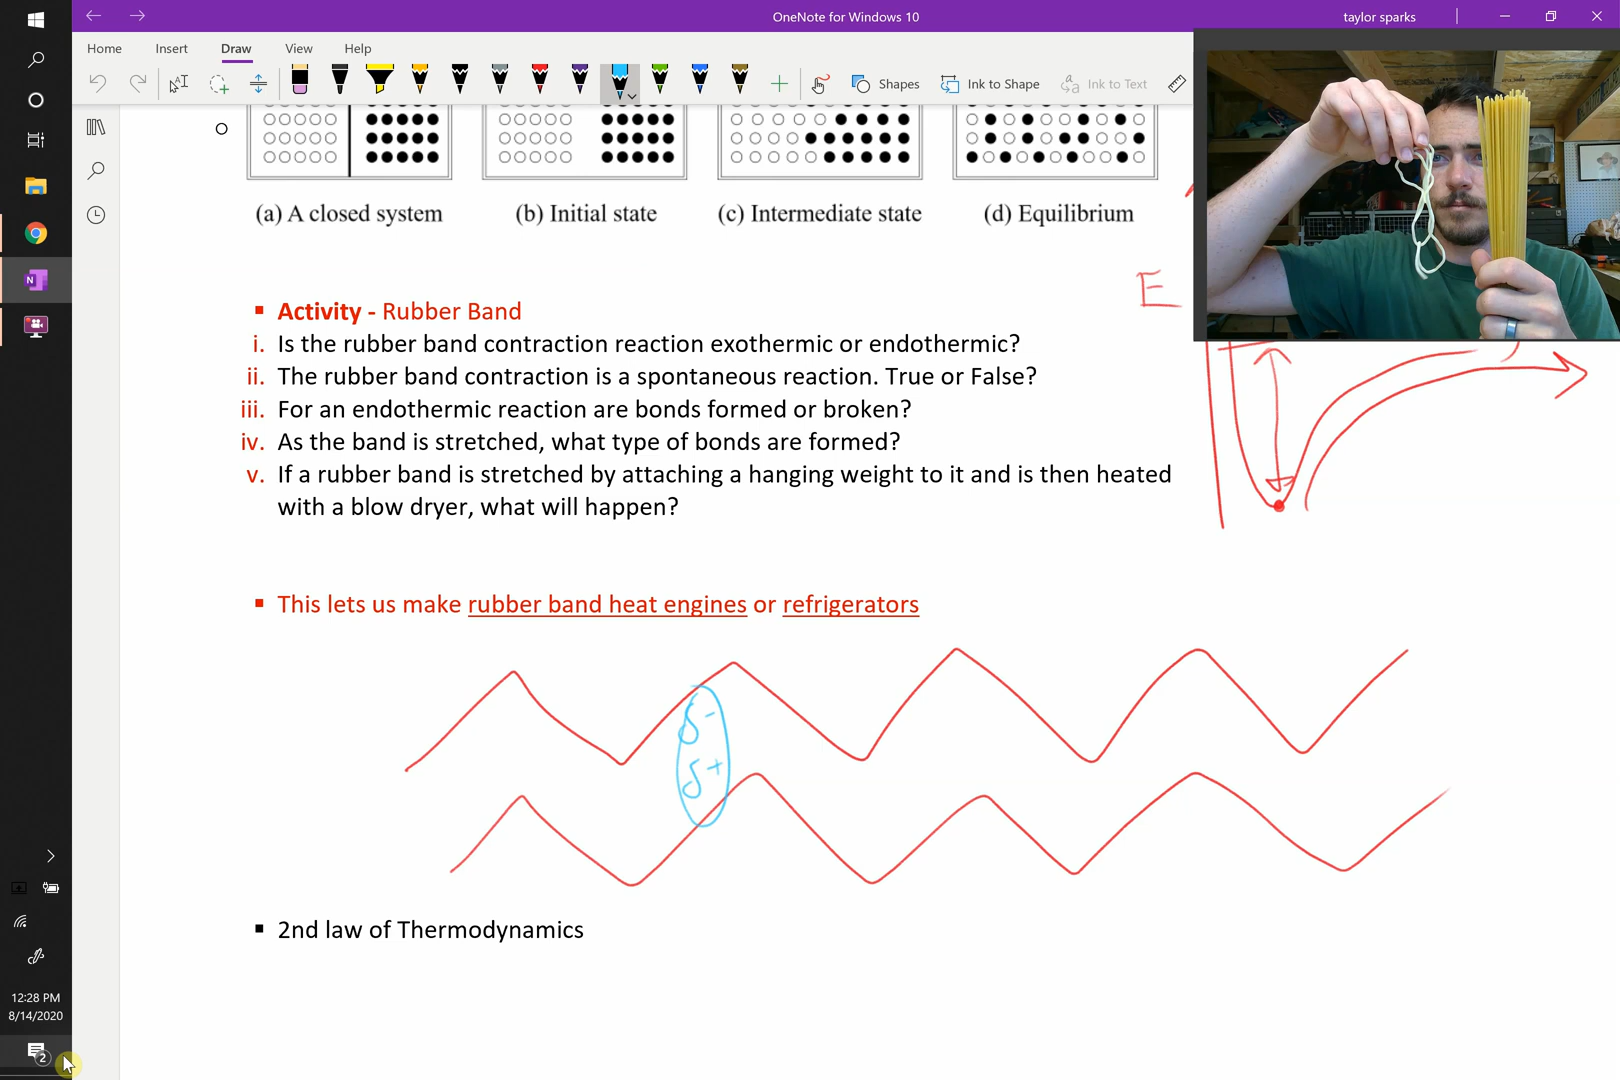 OneNote for Windows 10
taylor sparks
Home Insert Draw View Help
Shapes Ink to Shape Ink to Text
(a) A closed system (b) Initial state (c) Intermediate state (d) Equilibrium
E
Activity - Rubber Band
i. Is the rubber band contraction reaction exothermic or endothermic?
ii. The rubber band contraction is a spontaneous reaction. True or False?
iii. For an endothermic reaction are bonds formed or broken?
iv. As the band is stretched, what type of bonds are formed?
v. If a rubber band is stretched by attaching a hanging weight to it and is then heated
with a blow dryer, what will happen?
This lets us make rubber band heat engines or refrigerators
δ-
δ+
2nd law of Thermodynamics
12:28 PM
8/14/2020
2